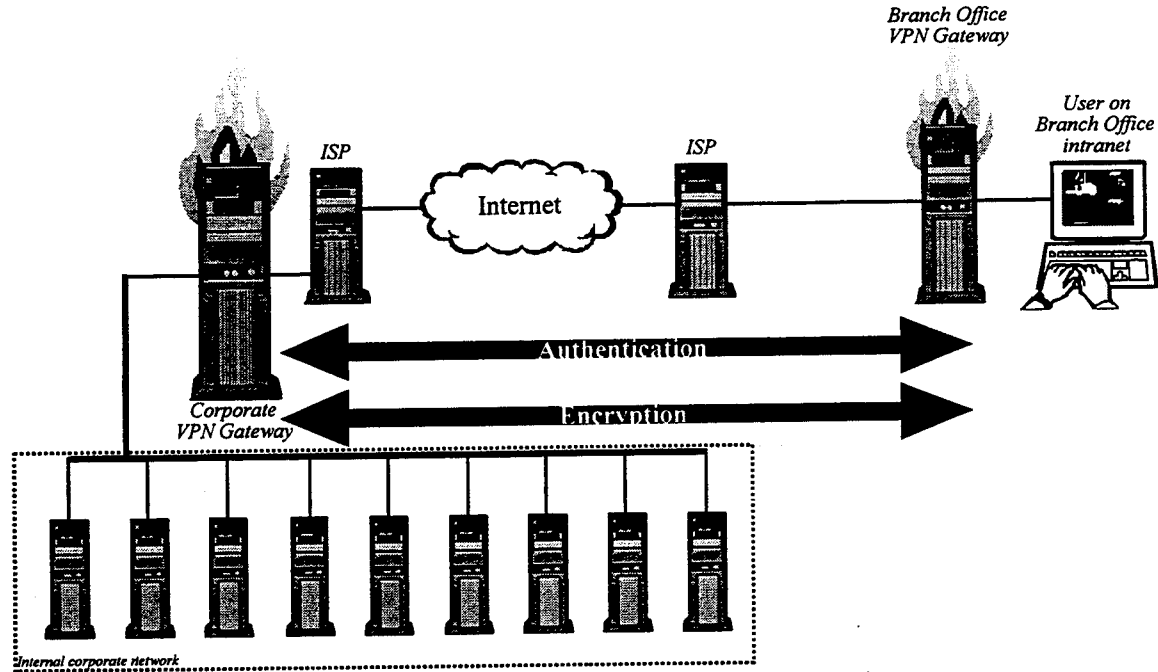 Branch Office
VPN Gateway
User on
Branch Office
intranet
ISP
ISP
Internet
Authentication
Encryption
Corporate
VPN Gateway
Internal corporate network